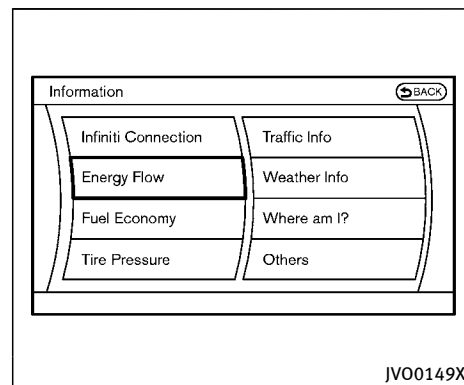 Information
BACK
Infiniti Connection
Energy Flow
Fuel Economy
Tire Pressure
Traffic Info
Weather Info
Where am I?
Others
JVO0149X